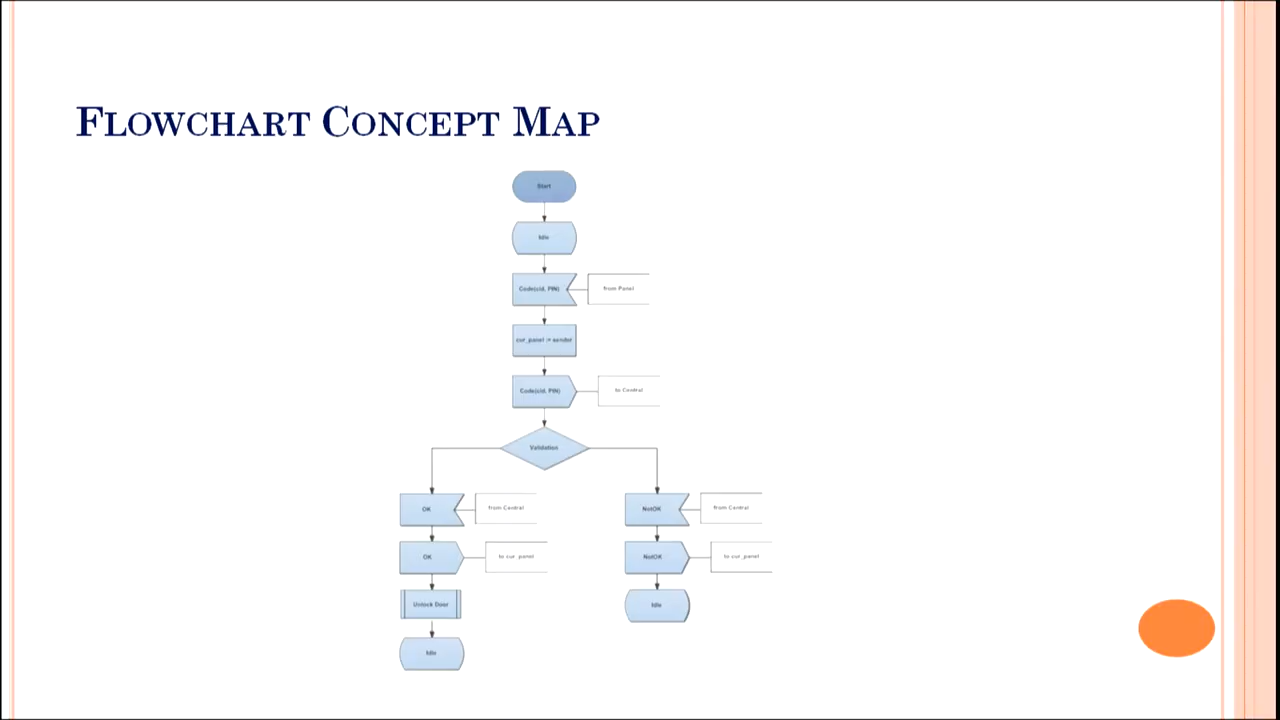 FLOWCHART CONCEPT MAP
Start
Idle
Code(cid, PIN)
from Panel
cur_panel := sender
Code(cid, PIN)
to Central
Validation
OK
from Central
NotOK
from Central
OK
to cur_panel
NotOK
to cur_panel
Unlock Door
Idle
Idle